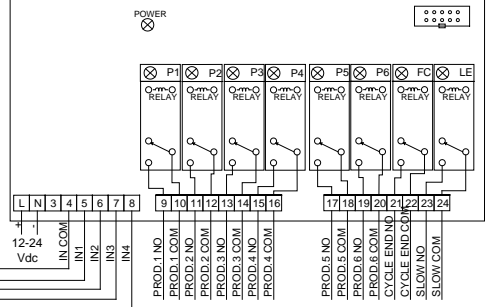 POWER
P1 P2 P3 P4 P5 P6 FC LE
RELAY RELAY RELAY RELAY RELAY RELAY RELAY RELAY
L N 3 4 5 6 7 8 9 10 11 12 13 14 15 16 17 18 19 20 21 22 23 24
+ -
12-24
Vdc
IN COM
IN1
IN2
IN3
IN4
PROD.1 NO
PROD.1 COM
PROD.2 NO
PROD.2 COM
PROD.3 NO
PROD.3 COM
PROD.4 NO
PROD.4 COM
PROD.5 NO
PROD.5 COM
PROD.6 NO
PROD.6 COM
CYCLE END NO
CYCLE END COM
SLOW NO
SLOW COM